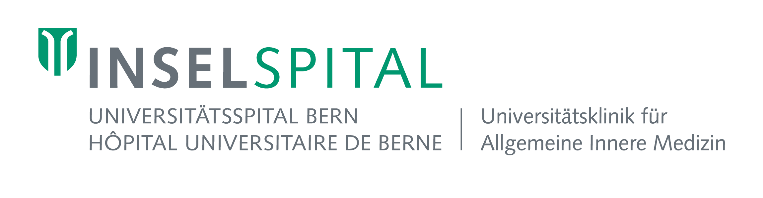 INSELSPITAL
UNIVERSITÄTSSPITAL BERN
HÔPITAL UNIVERSITAIRE DE BERNE
Universitätsklinik für
Allgemeine Innere Medizin